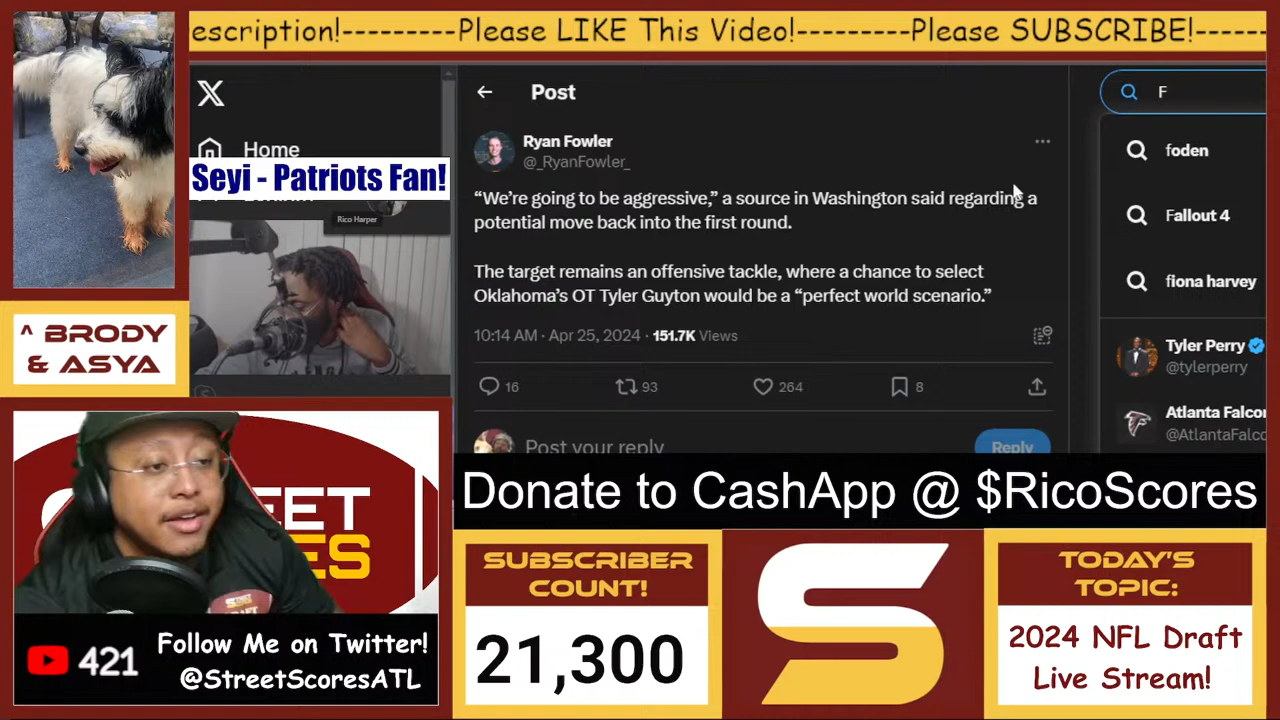 escription!---------Please LIKE This Video!---------Please SUBSCRIBE!------
Post
F
Home
Seyi - Patriots Fan!
Rico Harper
Ryan Fowler
@_RyanFowler_
“We’re going to be aggressive,” a source in Washington said regarding a
potential move back into the first round.
The target remains an offensive tackle, where a chance to select
Oklahoma’s OT Tyler Guyton would be a “perfect world scenario.”
10:14 AM · Apr 25, 2024 · 151.7K Views
16 93 264 8
Post your reply
Reply
foden
Fallout 4
fiona harvey
Tyler Perry
@tylerperry
Atlanta Falco
@AtlantaFalco
^ BRODY
& ASYA
Donate to CashApp @ $RicoScores
SUBSCRIBER
COUNT!
21,300
S
TODAY'S
TOPIC:
2024 NFL Draft
Live Stream!
421
Follow Me on Twitter!
@StreetScoresATL